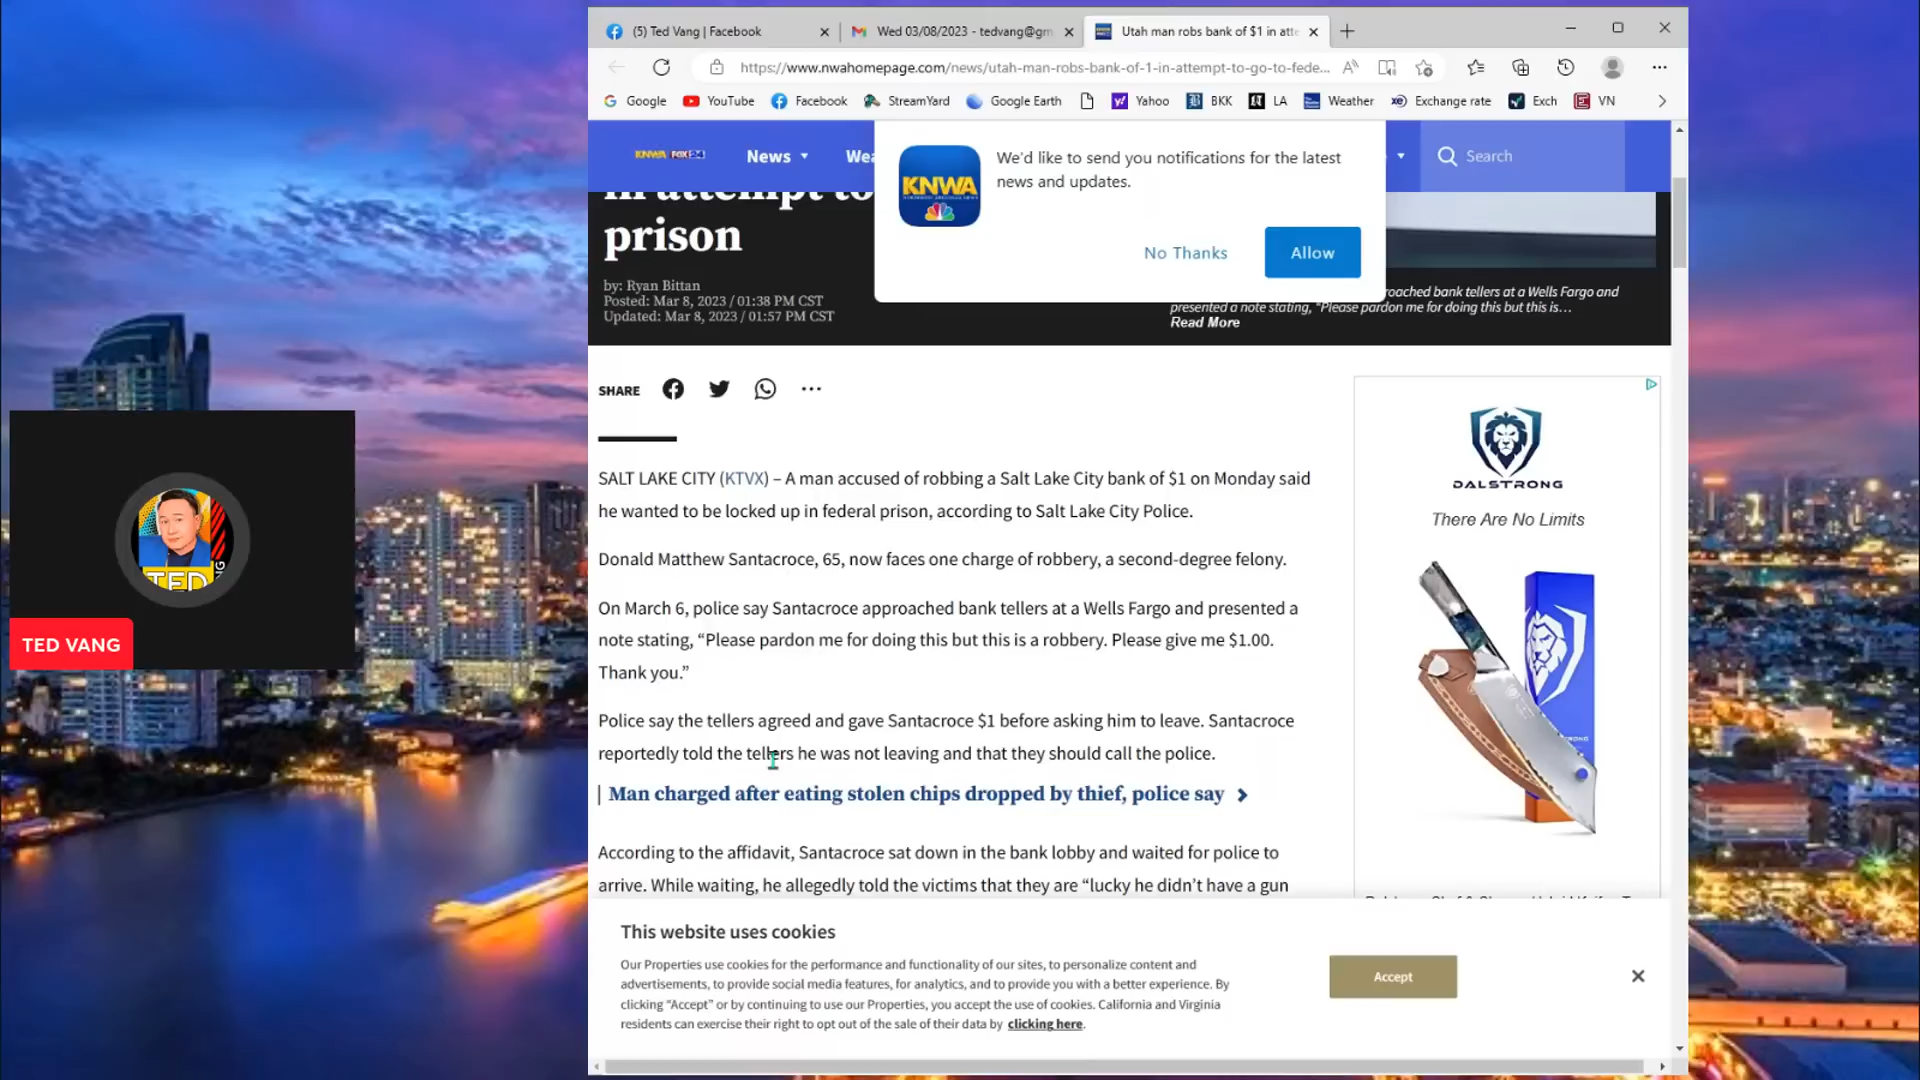 (5) Ted Vang | Facebook
Wed 03/08/2023 - tedvang@gm
Utah man robs bank of $1 in atte
https://www.nwahomepage.com/news/utah-man-robs-bank-of-1-in-attempt-to-go-to-fede...
Google
YouTube
Facebook
StreamYard
Google Earth
Yahoo
BKK
LA
Weather
Exchange rate
Exch
VN
KNWA FOX24
News
Wea
Search
KNWA
We'd like to send you notifications for the latest
news and updates.
No Thanks
Allow
in attempt to
prison
by: Ryan Bittan
Posted: Mar 8, 2023 / 01:38 PM CST
Updated: Mar 8, 2023 / 01:57 PM CST
roached bank tellers at a Wells Fargo and
presented a note stating, “Please pardon me for doing this but this is…
Read More
SHARE
SALT LAKE CITY (KTVX) – A man accused of robbing a Salt Lake City bank of $1 on Monday said
he wanted to be locked up in federal prison, according to Salt Lake City Police.
Donald Matthew Santacroce, 65, now faces one charge of robbery, a second-degree felony.
On March 6, police say Santacroce approached bank tellers at a Wells Fargo and presented a
note stating, “Please pardon me for doing this but this is a robbery. Please give me $1.00.
Thank you.”
Police say the tellers agreed and gave Santacroce $1 before asking him to leave. Santacroce
reportedly told the tellers he was not leaving and that they should call the police.
Man charged after eating stolen chips dropped by thief, police say
According to the affidavit, Santacroce sat down in the bank lobby and waited for police to
arrive. While waiting, he allegedly told the victims that they are “lucky he didn’t have a gun
DALSTRONG
There Are No Limits
TED
TED VANG
This website uses cookies
Our Properties use cookies for the performance and functionality of our sites, to personalize content and
advertisements, to provide social media features, for analytics, and to provide you with a better experience. By
clicking “Accept” or by continuing to use our Properties, you accept the use of cookies. California and Virginia
residents can exercise their right to opt out of the sale of their data by clicking here.
Accept